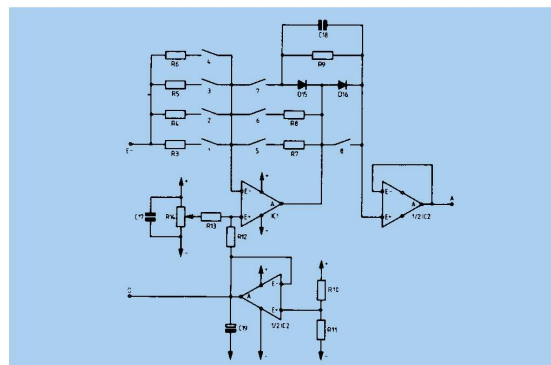 C18
R6
4
R9
R5
3
7
D15
D16
R4
2
6
R8
E-
R3
1
5
R7
8
E-
E-
C17
R14
R13
E+
A
IC1
E+
A
A
1/2 IC2
R12
+
-
E-
A
E+
R10
C19
1/2 IC2
R11